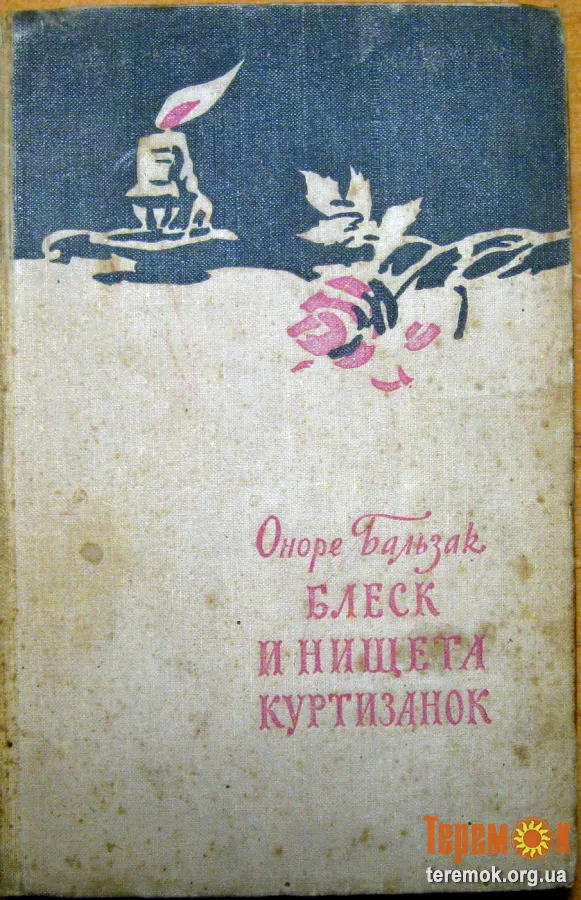 Оноре Бальзак
БЛЕСК
И НИЩЕТА
КУРТИЗАНОК
Теремок
teremok.org.ua